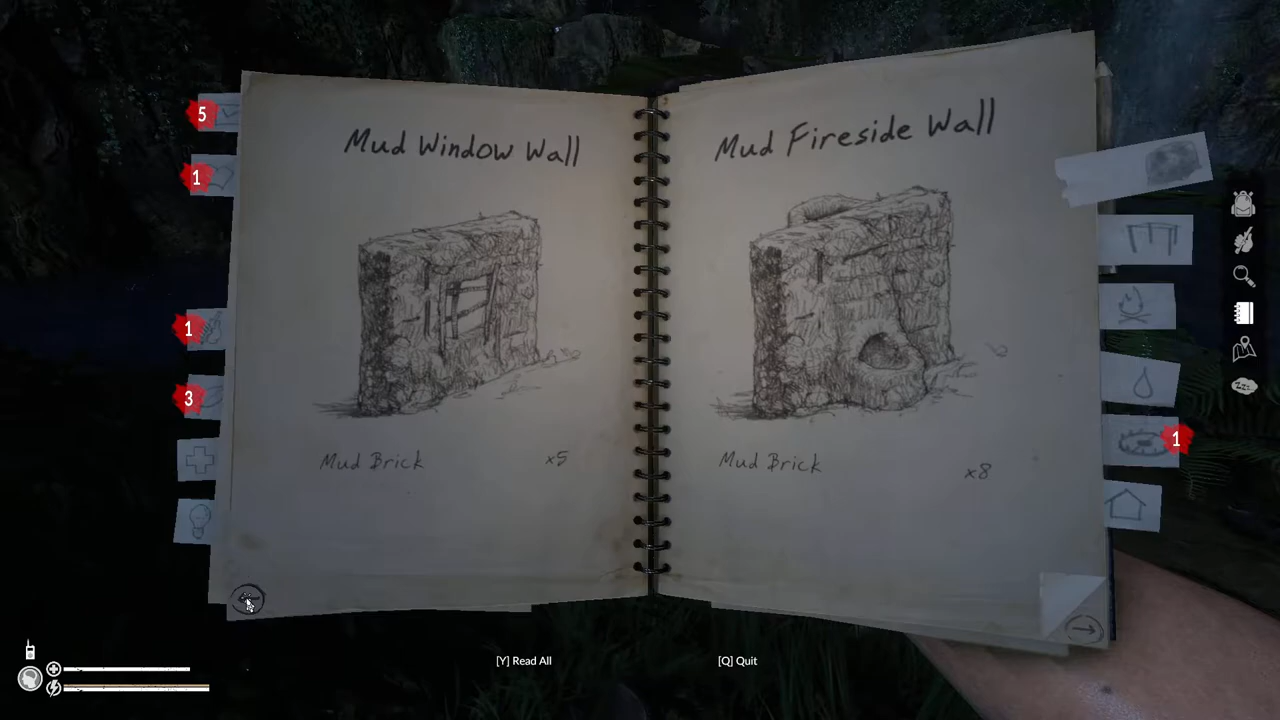 Mud Window Wall
Mud Brick x5
Mud Fireside Wall
Mud Brick x8
5
1
1
3
1
zzz
[Y] Read All
[Q] Quit